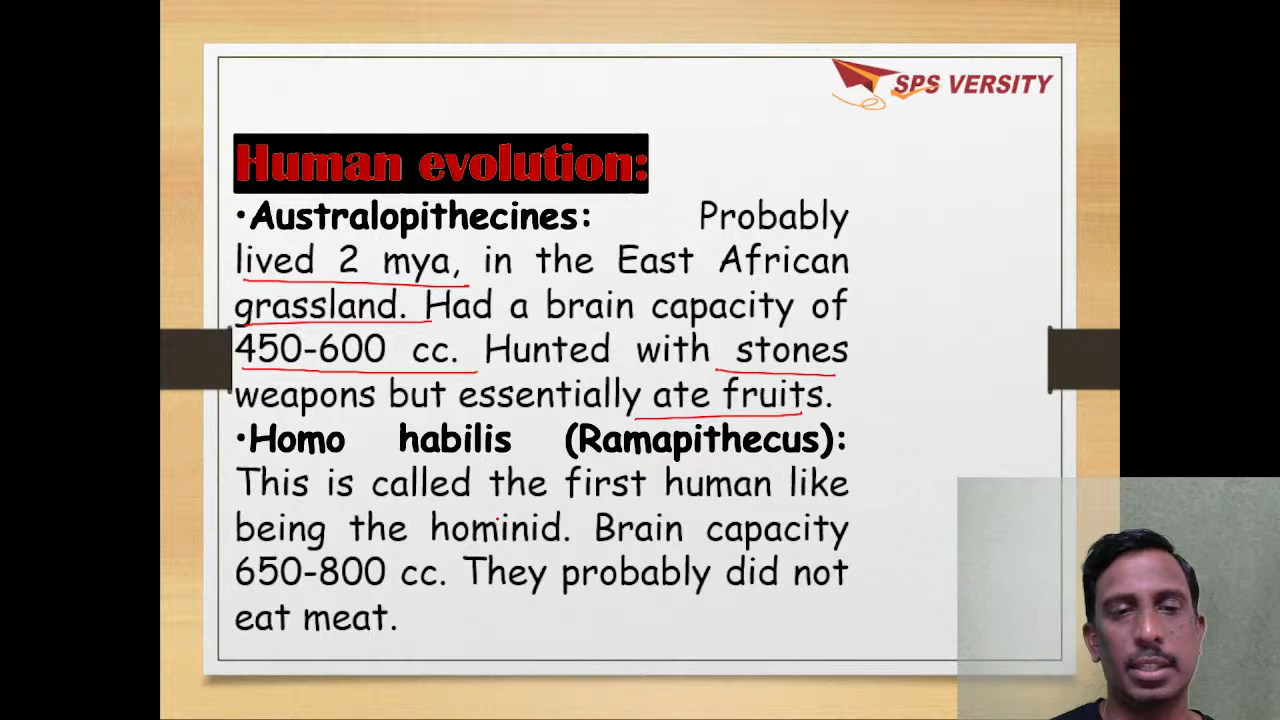 SPS VERSITY
Human evolution:
•Australopithecines: Probably
lived 2 mya, in the East African
grassland. Had a brain capacity of
450-600 cc. Hunted with stones
weapons but essentially ate fruits.
•Homo habilis (Ramapithecus):
This is called the first human like
being the hominid. Brain capacity
650-800 cc. They probably did not
eat meat.